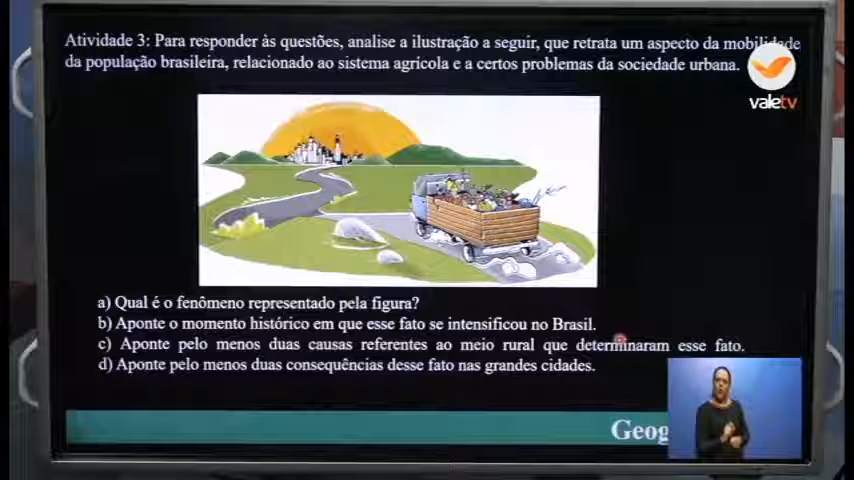 Atividade 3: Para responder às questões, analise a ilustração a seguir, que retrata um aspecto da mobilidade
da população brasileira, relacionado ao sistema agrícola e a certos problemas da sociedade urbana.
valetv
a) Qual é o fenômeno representado pela figura?
b) Aponte o momento histórico em que esse fato se intensificou no Brasil.
c) Aponte pelo menos duas causas referentes ao meio rural que determinaram esse fato.
d) Aponte pelo menos duas consequências desse fato nas grandes cidades.
Geog